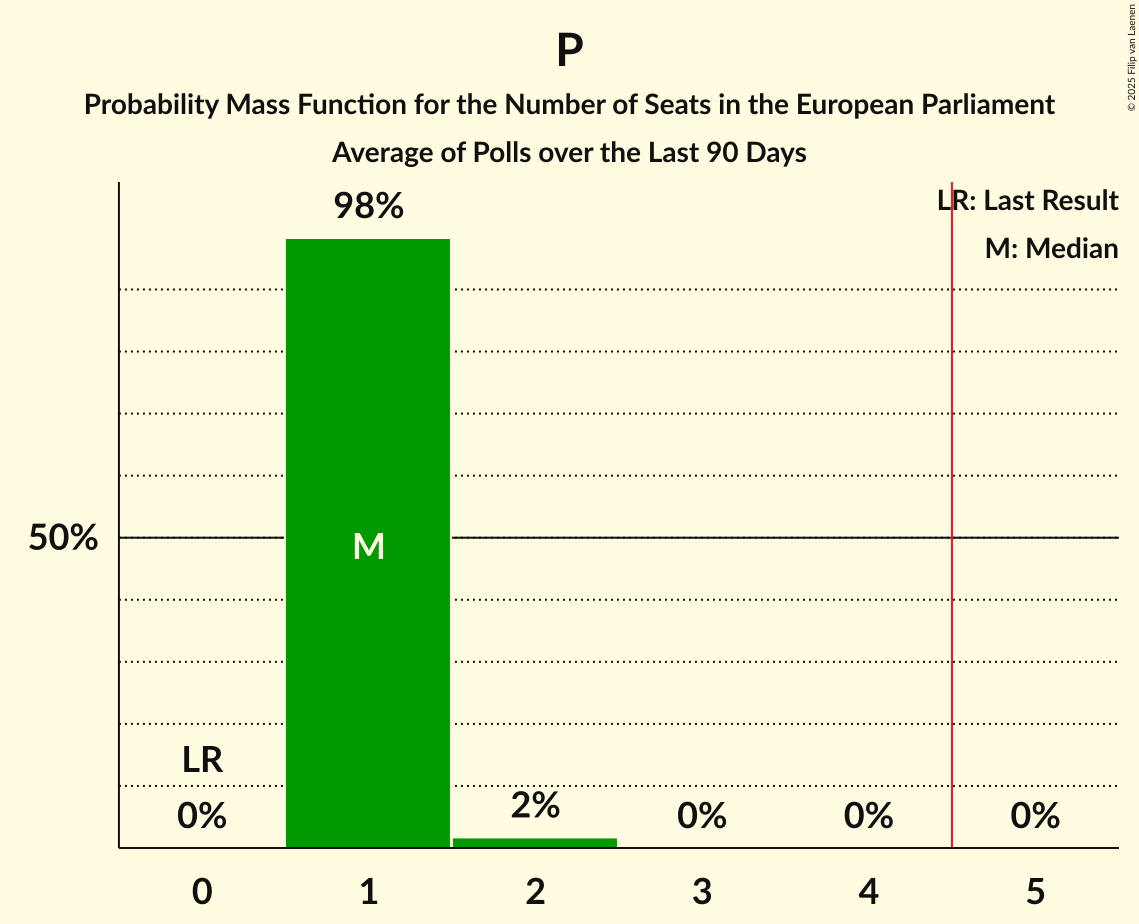 P
Probability Mass Function for the Number of Seats in the European Parliament
Average of Polls over the Last 90 Days
© 2025 Filip van Laenen
LR: Last Result
M: Median
98%
50%
M
LR
0%
2%
0%
0%
0%
0 1 2 3 4 5